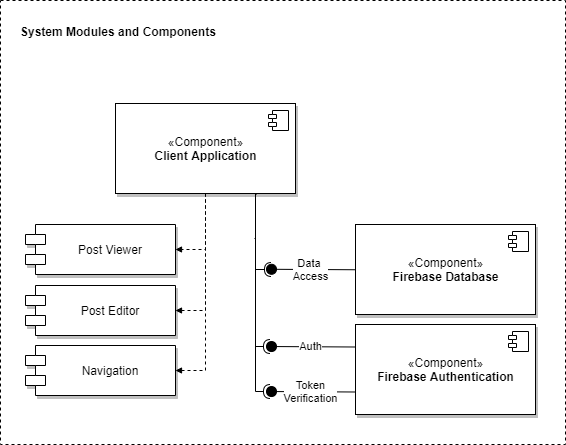 System Modules and Components
«Component»
Client Application
Post Viewer
Post Editor
Navigation
Data
Access
Auth
Token
Verification
«Component»
Firebase Database
«Component»
Firebase Authentication